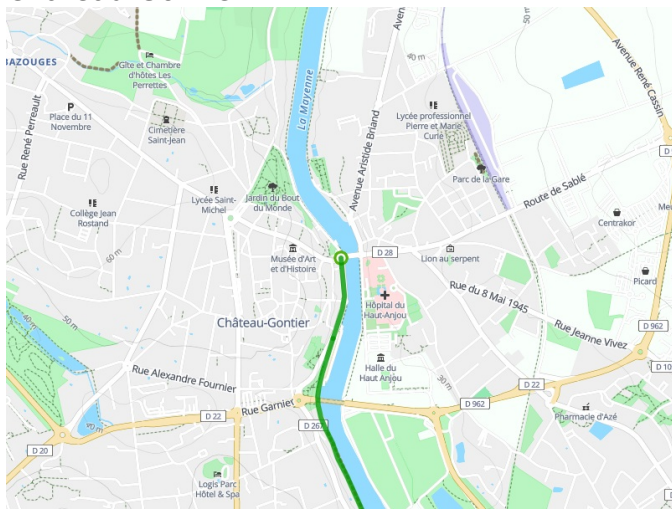 BAZOUGES
Gîte et Chambre
d'hôtes Les
Perrettes
40 m
50 m
Avenue
Avenue René Cassin
La Mayenne
Place du 11
Novembre
Cimetière
Saint-Jean
Lycée professionnel
Pierre et Marie
Curie
Rue René Perreault
Avenue Aristide Briand
Parc de la Gare
Lycée Saint-
Michel
Jardin du Bout
du Monde
Route de Sablé
Collège Jean
Rostand
Centrakor
60 m
Musée d'Art
et d'Histoire
D 28
Lion au serpent
Picard
Rue du 8 Mai 1945
Hôpital du
Haut-Anjou
40 m
50 m
Château-Gontier
Rue Jeanne Vivez
D 962
Halle du
Haut Anjou
Rue Alexandre Fournier
30 m
D 22
D 10
Rue Garnier
D 962
D 22
D 267
Pharmacie d'Azé
D 20
Logis Parc
Hôtel & Spa